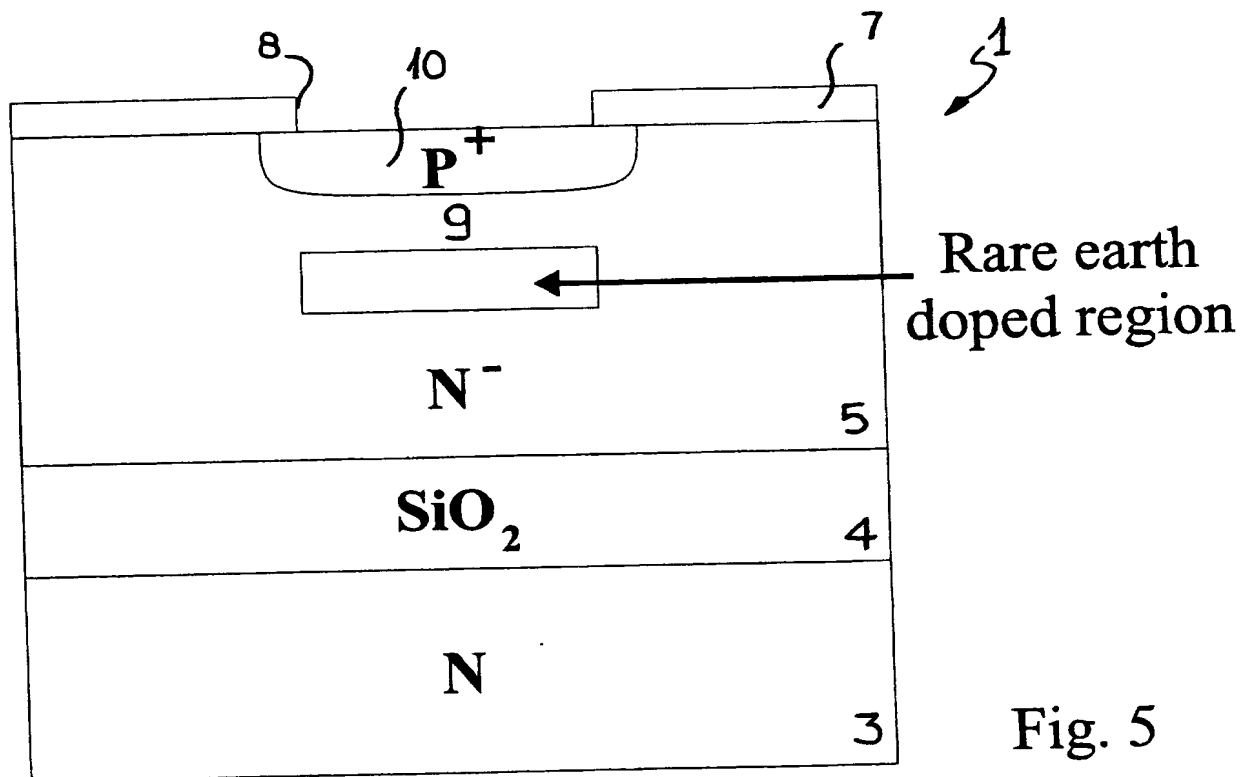 8
10
7
1
P+
9
Rare earth
doped region
N-
5
SiO2
4
N
3
Fig. 5